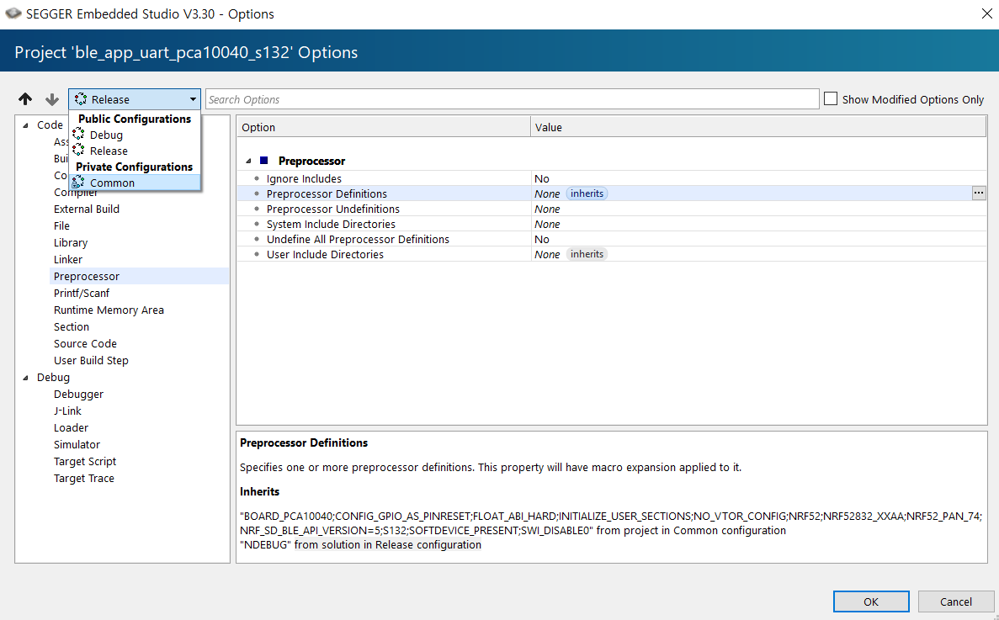 SEGGER Embedded Studio V3.30 - Options
Project 'ble_app_uart_pca10040_s132' Options
Release
Search Options
Show Modified Options Only
Public Configurations
Debug
Release
Private Configurations
Common
Code
Ass
Bui
Co
Compiler
External Build
File
Library
Linker
Preprocessor
Printf/Scanf
Runtime Memory Area
Section
Source Code
User Build Step
Debug
Debugger
J-Link
Loader
Simulator
Target Script
Target Trace
Option Value
Preprocessor
Ignore Includes No
Preprocessor Definitions None inherits ...
Preprocessor Undefinitions None
System Include Directories None
Undefine All Preprocessor Definitions No
User Include Directories None inherits
Preprocessor Definitions
Specifies one or more preprocessor definitions. This property will have macro expansion applied to it.
Inherits
"BOARD_PCA10040;CONFIG_GPIO_AS_PINRESET;FLOAT_ABI_HARD;INITIALIZE_USER_SECTIONS;NO_VTOR_CONFIG;NRF52;NRF52832_XXAA;NRF52_PAN_74;
NRF_SD_BLE_API_VERSION=5;S132;SOFTDEVICE_PRESENT;SWI_DISABLE0" from project in Common configuration
"NDEBUG" from solution in Release configuration
OK
Cancel